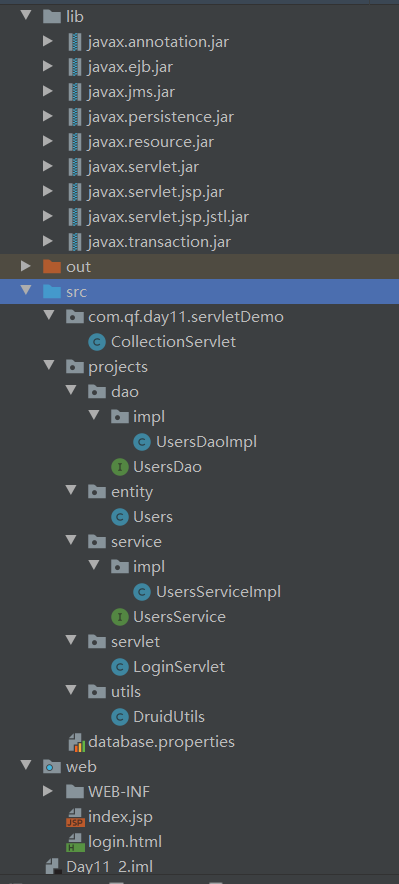 lib
javax.annotation.jar
javax.ejb.jar
javax.jms.jar
javax.persistence.jar
javax.resource.jar
javax.servlet.jar
javax.servlet.jsp.jar
javax.servlet.jsp.jstl.jar
javax.transaction.jar
out
src
com.qf.day11.servletDemo
C CollectionServlet
projects
dao
impl
C UsersDaoImpl
I UsersDao
entity
C Users
service
impl
C UsersServiceImpl
I UsersService
servlet
C LoginServlet
utils
C DruidUtils
database.properties
web
WEB-INF
JSP index.jsp
H login.html
Day11_2.iml